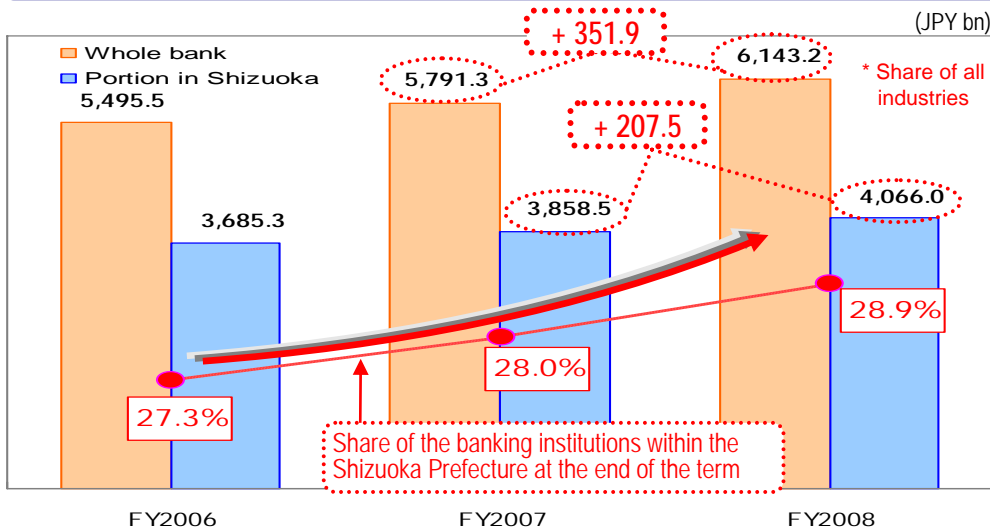 (JPY bn)
Whole bank
Portion in Shizuoka
+ 351.9
+ 207.5
* Share of all
industries
5,495.5
3,685.3
5,791.3
3,858.5
6,143.2
4,066.0
27.3%
28.0%
28.9%
Share of the banking institutions within the
Shizuoka Prefecture at the end of the term
FY2006
FY2007
FY2008